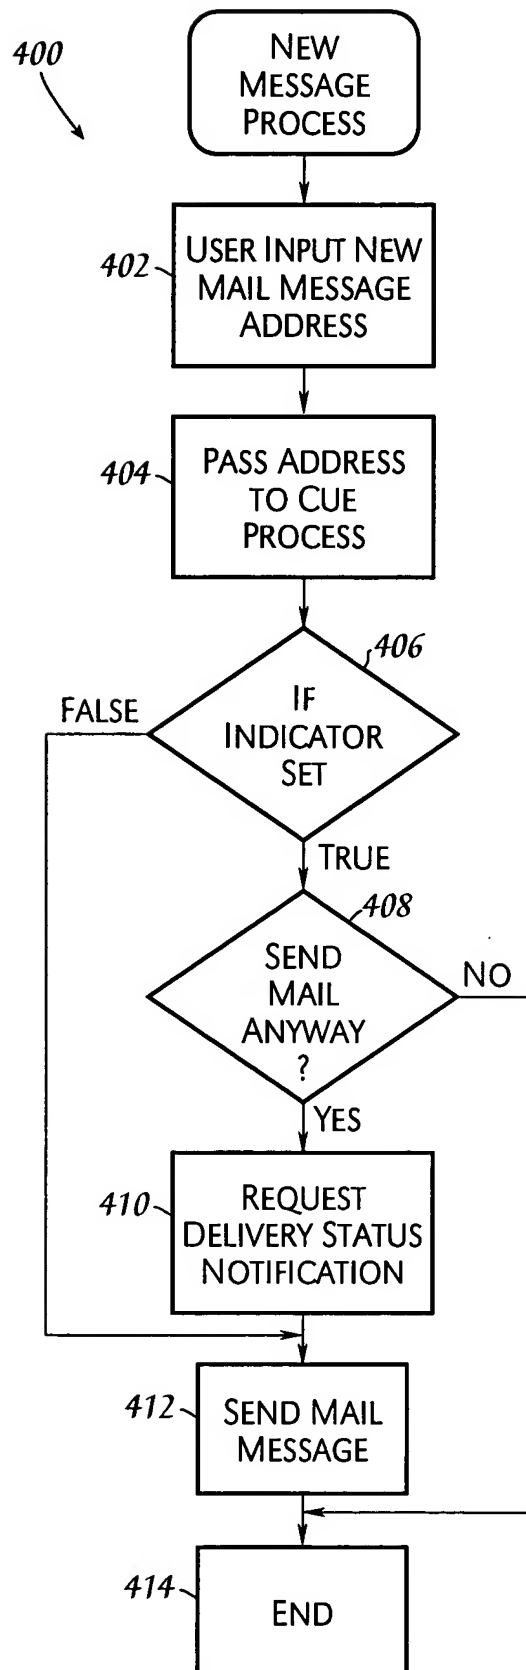 400
NEW
MESSAGE
PROCESS
402
USER INPUT NEW
MAIL MESSAGE
ADDRESS
404
PASS ADDRESS
TO CUE
PROCESS
406
IF
INDICATOR
SET
FALSE
TRUE
408
SEND
MAIL
ANYWAY
?
NO
YES
410
REQUEST
DELIVERY STATUS
NOTIFICATION
412
SEND MAIL
MESSAGE
414
END